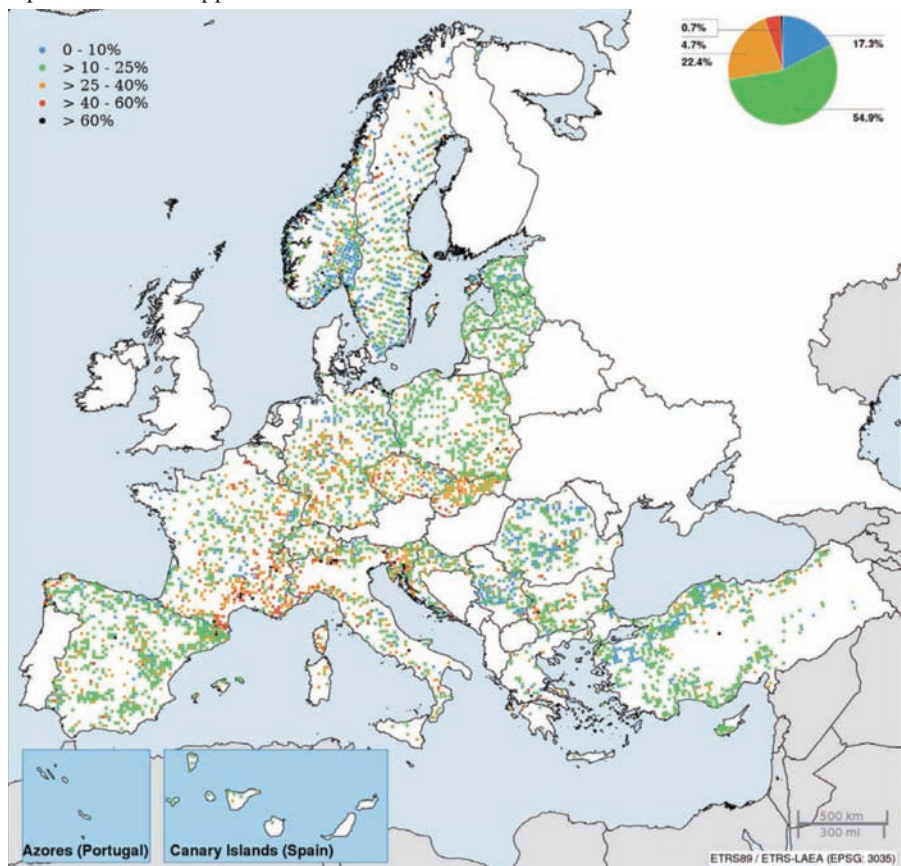 0 - 10%
> 10 - 25%
> 25 - 40%
> 40 - 60%
> 60%
0.7%
4.7%
22.4%
17.3%
54.9%
500 km
300 ml
Azores (Portugal)
Canary Islands (Spain)
ETRS89 / ETRS-LAEA (EPSG: 3035)